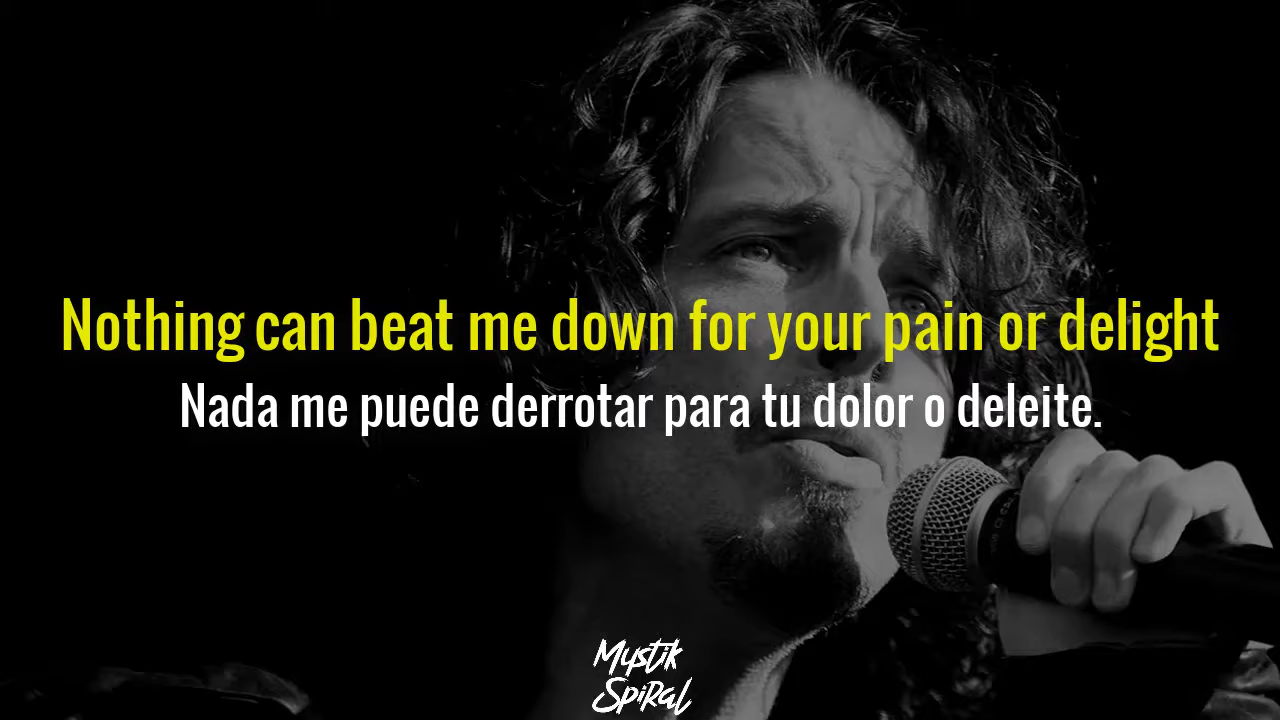 Nothing can beat me down for your pain or delight
Nada me puede derrotar para tu dolor o deleite.
Mystik
Spiral